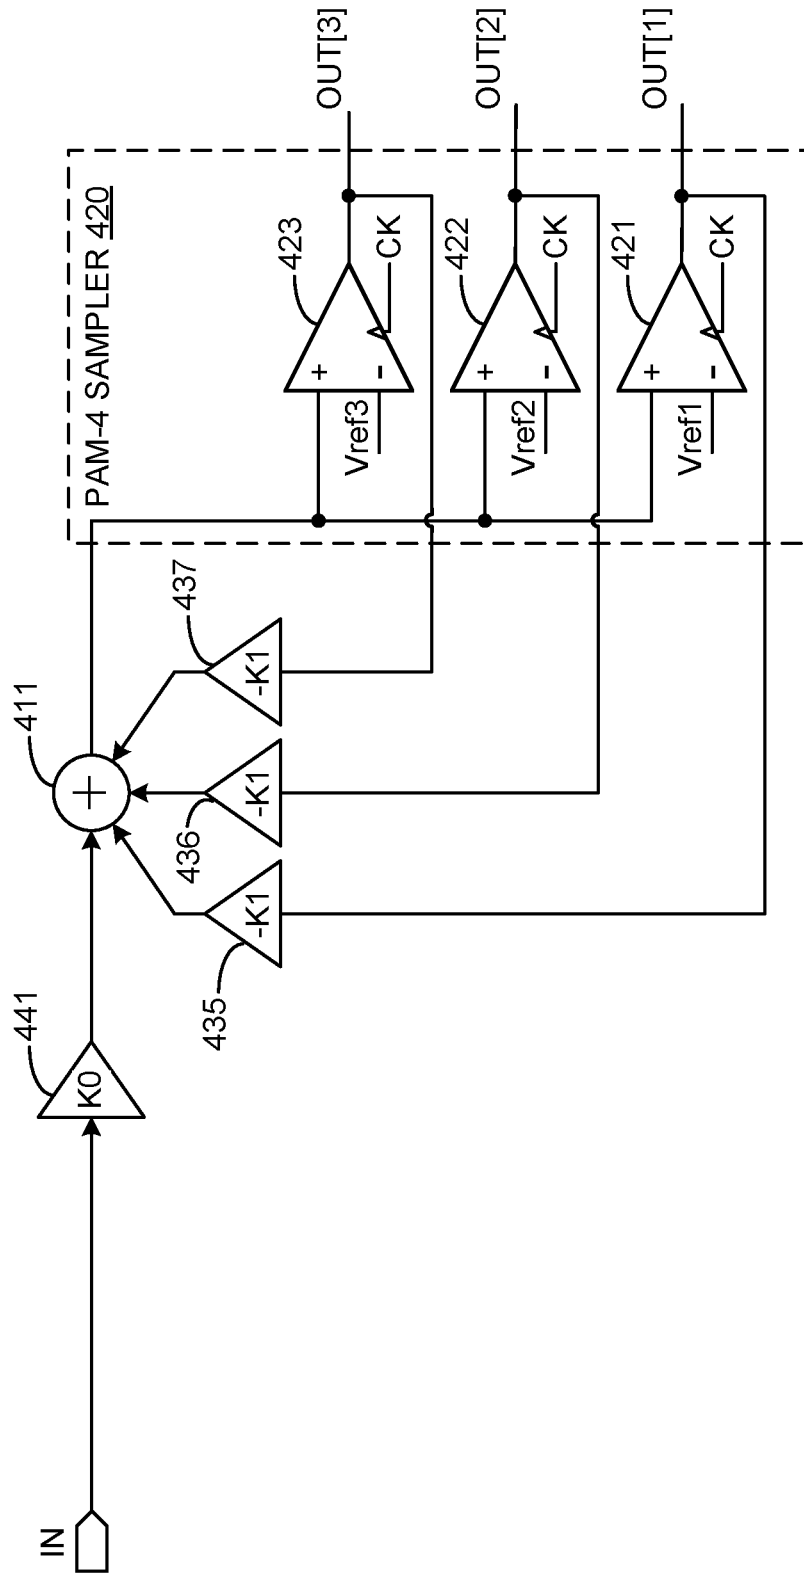 IN
441
K0
411
+
435
-K1
436
-K1
437
-K1
PAM-4 SAMPLER 420
423
+
-
Vref3
CK
OUT[3]
422
+
-
Vref2
CK
OUT[2]
421
+
-
Vref1
CK
OUT[1]